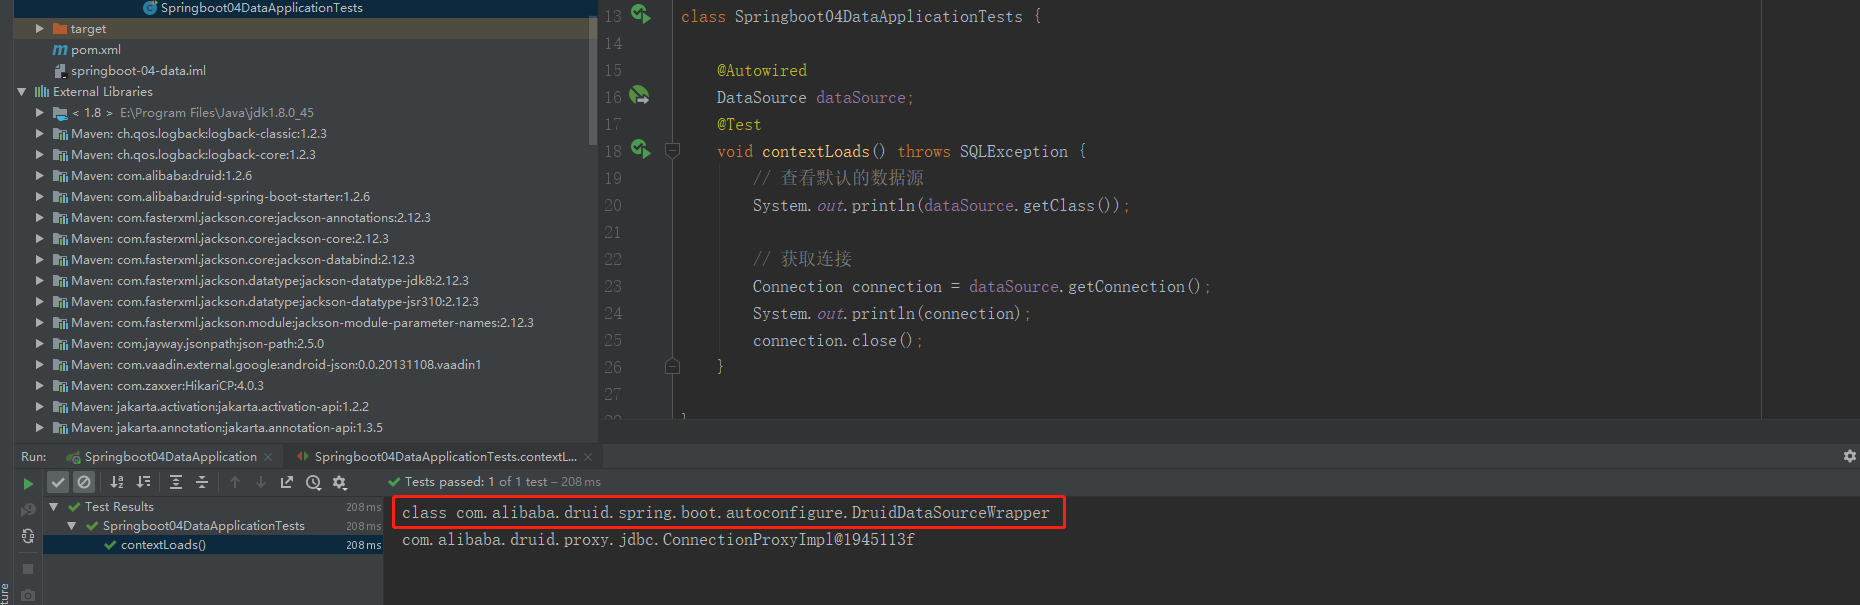 Springboot04DataApplicationTests
target
pom.xml
springboot-04-data.iml
External Libraries
< 1.8 > E:\Program Files\Java\jdk1.8.0_45
Maven: ch.qos.logback:logback-classic:1.2.3
Maven: ch.qos.logback:logback-core:1.2.3
Maven: com.alibaba:druid:1.2.6
Maven: com.alibaba:druid-spring-boot-starter:1.2.6
Maven: com.fasterxml.jackson.core:jackson-annotations:2.12.3
Maven: com.fasterxml.jackson.core:jackson-core:2.12.3
Maven: com.fasterxml.jackson.core:jackson-databind:2.12.3
Maven: com.fasterxml.jackson.datatype:jackson-datatype-jdk8:2.12.3
Maven: com.fasterxml.jackson.datatype:jackson-datatype-jsr310:2.12.3
Maven: com.fasterxml.jackson.module:jackson-module-parameter-names:2.12.3
Maven: com.jayway.jsonpath:json-path:2.5.0
Maven: com.vaadin.external.google:android-json:0.0.20131108.vaadin1
Maven: com.zaxxer:HikariCP:4.0.3
Maven: jakarta.activation:jakarta.activation-api:1.2.2
Maven: jakarta.annotation:jakarta.annotation-api:1.3.5
13 class Springboot04DataApplicationTests {
14
15 @Autowired
16 DataSource dataSource;
17 @Test
18 void contextLoads() throws SQLException {
19 // 查看默认的数据源
20 System.out.println(dataSource.getClass());
21
22 // 获取连接
23 Connection connection = dataSource.getConnection();
24 System.out.println(connection);
25 connection.close();
26 }
27
Run: Springboot04DataApplication Springboot04DataApplicationTests.contextL...
Tests passed: 1 of 1 test – 208 ms
Test Results 208 ms
Springboot04DataApplicationTests 208 ms
contextLoads() 208 ms
class com.alibaba.druid.spring.boot.autoconfigure.DruidDataSourceWrapper
com.alibaba.druid.proxy.jdbc.ConnectionProxyImpl@1945113f